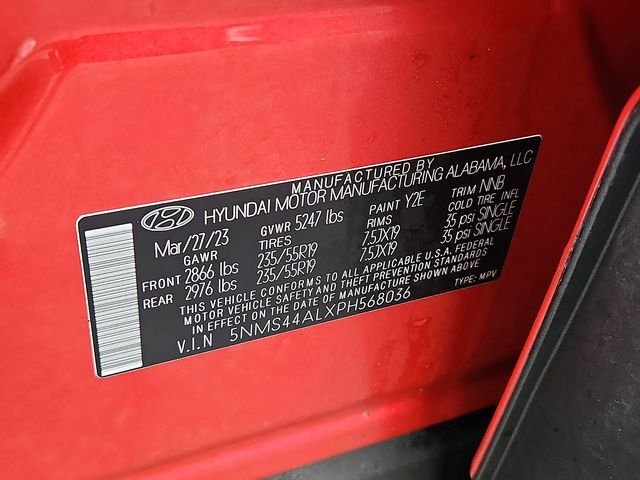 MANUFACTURED BY
HYUNDAI MOTOR MANUFACTURING ALABAMA, LLC
Mar/27/23 GVWR 5247 lbs PAINT Y2E TRIM NNB
GAWR TIRES RIMS COLD TIRE INFL
FRONT 2866 lbs 235/55R19 7.5JX19 35 PSI SINGLE
REAR 2976 lbs 235/55R19 7.5JX19 35 PSI SINGLE
THIS VEHICLE CONFORMS TO ALL APPLICABLE U.S.A. FEDERAL
MOTOR VEHICLE SAFETY AND THEFT PREVENTION STANDARDS
IN EFFECT ON THE DATE OF MANUFACTURE SHOWN ABOVE
V.I.N 5NMS44ALXPH568036 TYPE: MPV